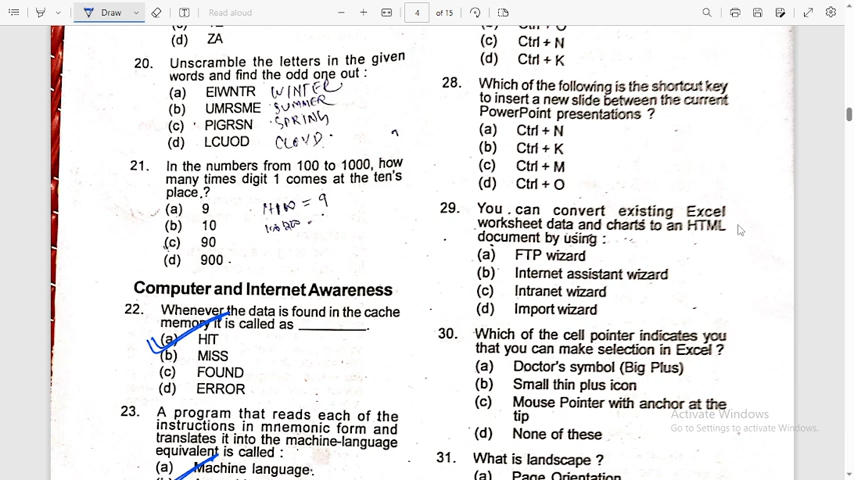 Draw
Read aloud
4
of 15
(d) ZA
20. Unscramble the letters in the given
words and find the odd one out :
(a) EIWNTR WINTER
(b) UMRSME SUMMER
(c) PIGRSN SPRING
(d) LCUOD CLOUD
21. In the numbers from 100 to 1000, how
many times digit 1 comes at the ten's
place ?
(a) 9
(b) 10
(c) 90
(d) 900
= 9
Computer and Internet Awareness
22. Whenever the data is found in the cache
memory it is called as __________.
(a) HIT
(b) MISS
(c) FOUND
(d) ERROR
23. A program that reads each of the
instructions in mnemonic form and
translates it into the machine-language
equivalent is called :
(a) Machine language.
(c) Ctrl + N
(d) Ctrl + K
28. Which of the following is the shortcut key
to insert a new slide between the current
PowerPoint presentations ?
(a) Ctrl + N
(b) Ctrl + K
(c) Ctrl + M
(d) Ctrl + O
29. You can convert existing Excel
worksheet data and charts to an HTML
document by using :
(a) FTP wizard
(b) Internet assistant wizard
(c) Intranet wizard
(d) Import wizard
30. Which of the cell pointer indicates you
that you can make selection in Excel ?
(a) Doctor's symbol (Big Plus)
(b) Small thin plus icon
(c) Mouse Pointer with anchor at the
tip
(d) None of these
31. What is landscape ?
(a) Page Orientation
Activate Windows
Go to Settings to activate Windows.